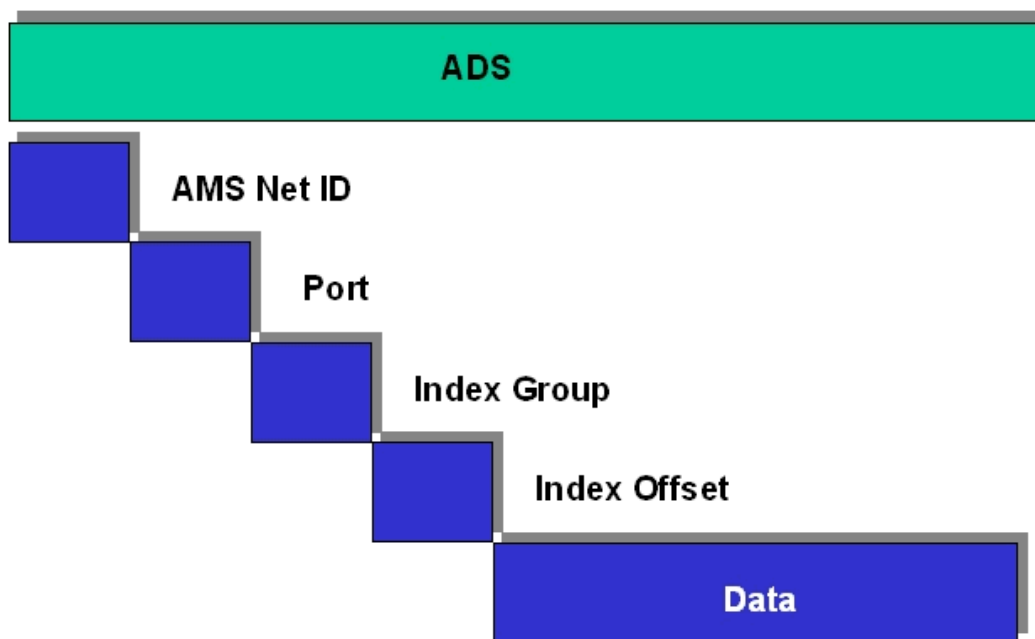 ADS
AMS Net ID
Port
Index Group
Index Offset
Data